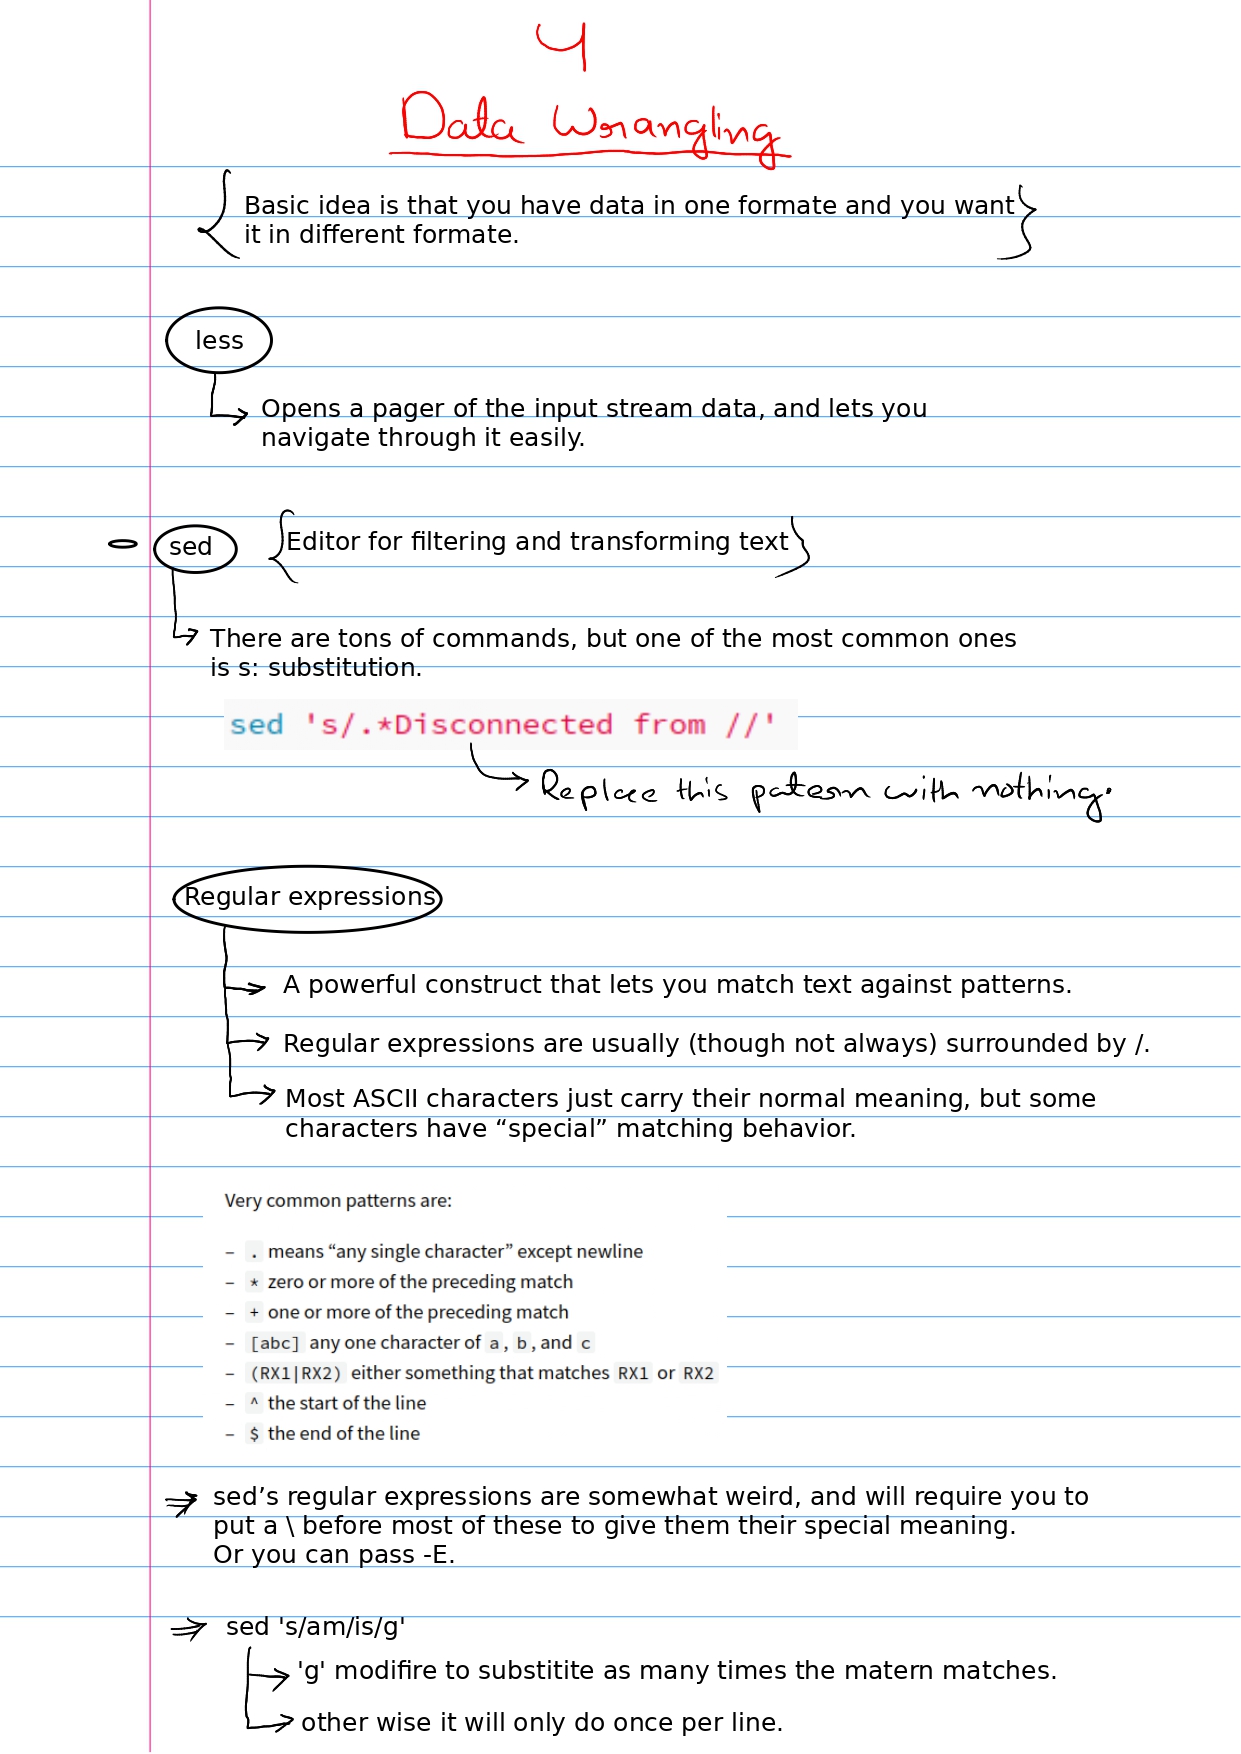 4
Data Wrangling
Basic idea is that you have data in one formate and you want
it in different formate.
less
Opens a pager of the input stream data, and lets you
navigate through it easily.
sed
Editor for filtering and transforming text
There are tons of commands, but one of the most common ones
is s: substitution.
sed 's/.*Disconnected from //'
Replace this patern with nothing.
Regular expressions
A powerful construct that lets you match text against patterns.
Regular expressions are usually (though not always) surrounded by /.
Most ASCII characters just carry their normal meaning, but some
characters have “special” matching behavior.
Very common patterns are:
– . means “any single character” except newline
– * zero or more of the preceding match
– + one or more of the preceding match
– [abc] any one character of a, b, and c
– (RX1|RX2) either something that matches RX1 or RX2
– ^ the start of the line
– $ the end of the line
⇒ sed’s regular expressions are somewhat weird, and will require you to
put a \ before most of these to give them their special meaning.
Or you can pass -E.
⇒ sed 's/am/is/g'
'g' modifire to substitite as many times the matern matches.
other wise it will only do once per line.